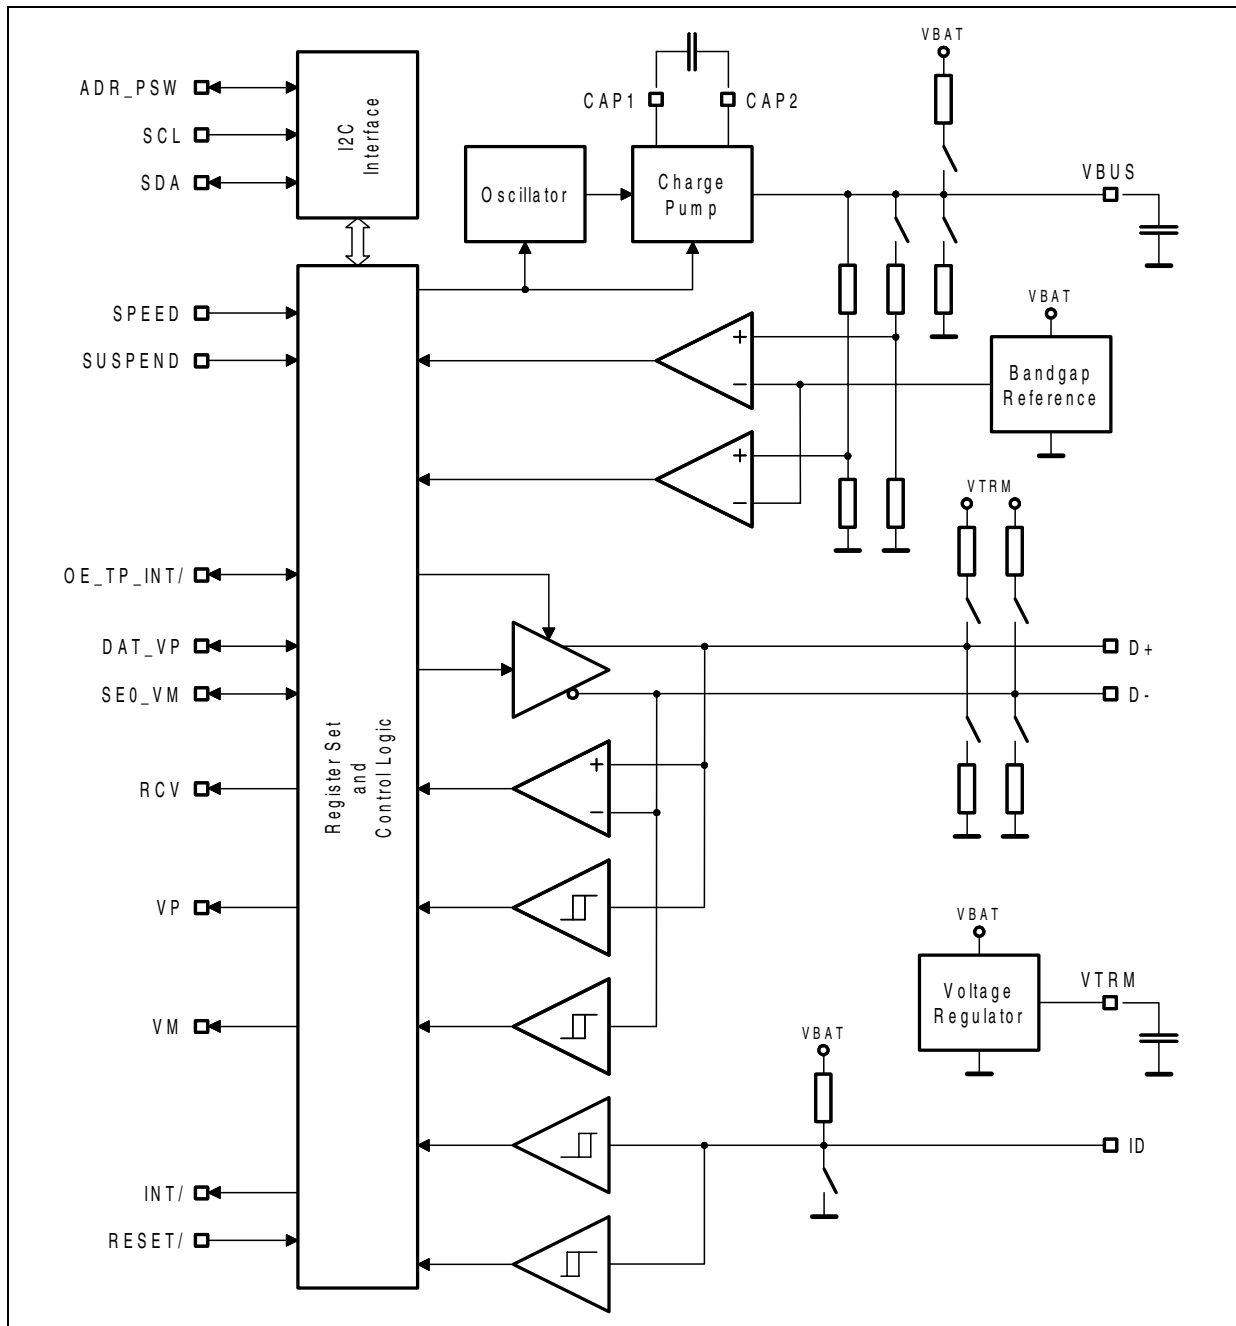 VBAT
ADR_PSW
SCL
SDA
I2C
Interface
CAP1
CAP2
Oscillator
Charge
Pump
VBUS
SPEED
SUSPEND
+
−
VBAT
Bandgap
Reference
+
−
VTRM
OE_TP_INT/
DAT_VP
SE0_VM
D+
D-
Register Set
and
Control Logic
RCV
+
−
VP
VBAT
Voltage
Regulator
VTRM
VM
VBAT
ID
INT/
RESET/